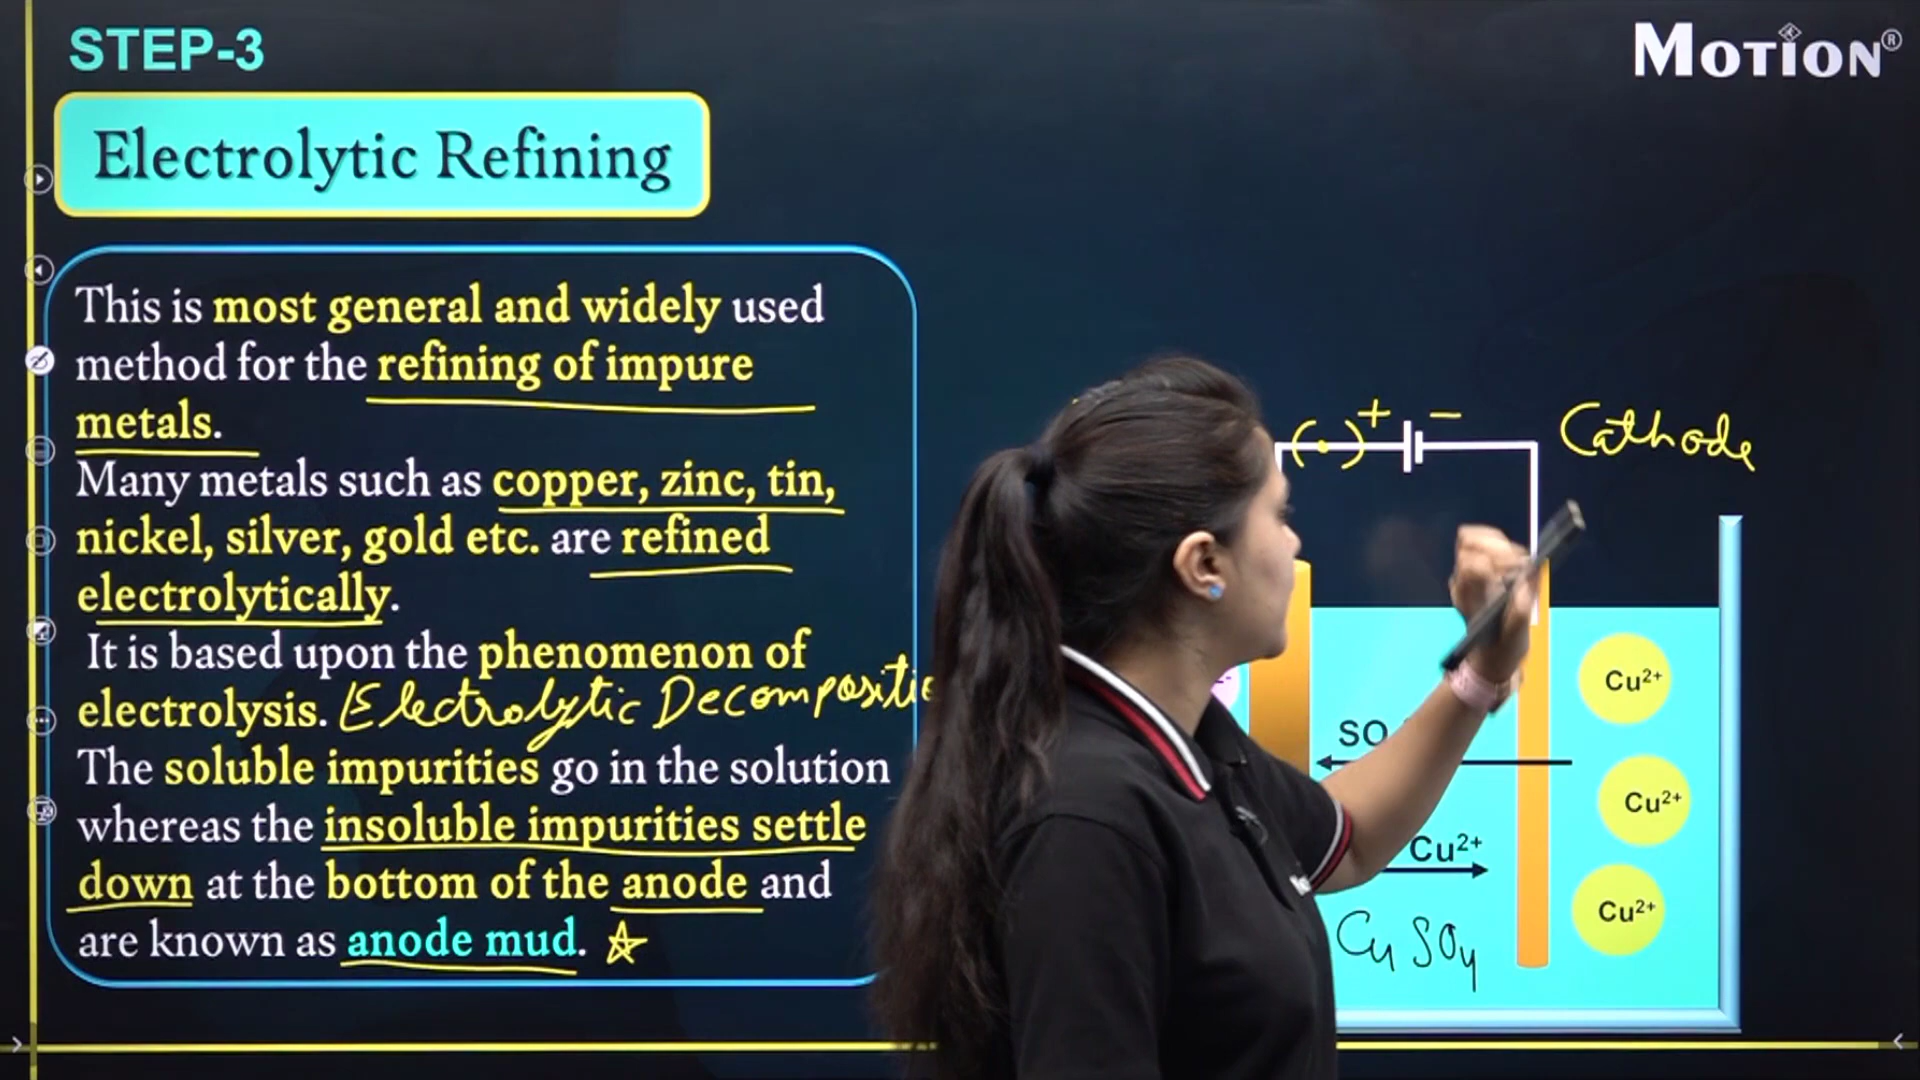 STEP-3
MOTION®
Electrolytic Refining
This is most general and widely used
method for the refining of impure
metals.
Many metals such as copper, zinc, tin,
nickel, silver, gold etc. are refined
electrolytically.
It is based upon the phenomenon of
electrolysis. Electrolytic Decompositi
The soluble impurities go in the solution
whereas the insoluble impurities settle
down at the bottom of the anode and
are known as anode mud.
+ −
Cathode
Cu²⁺
SO
Cu²⁺
Cu²⁺
Cu²⁺
CuSO₄